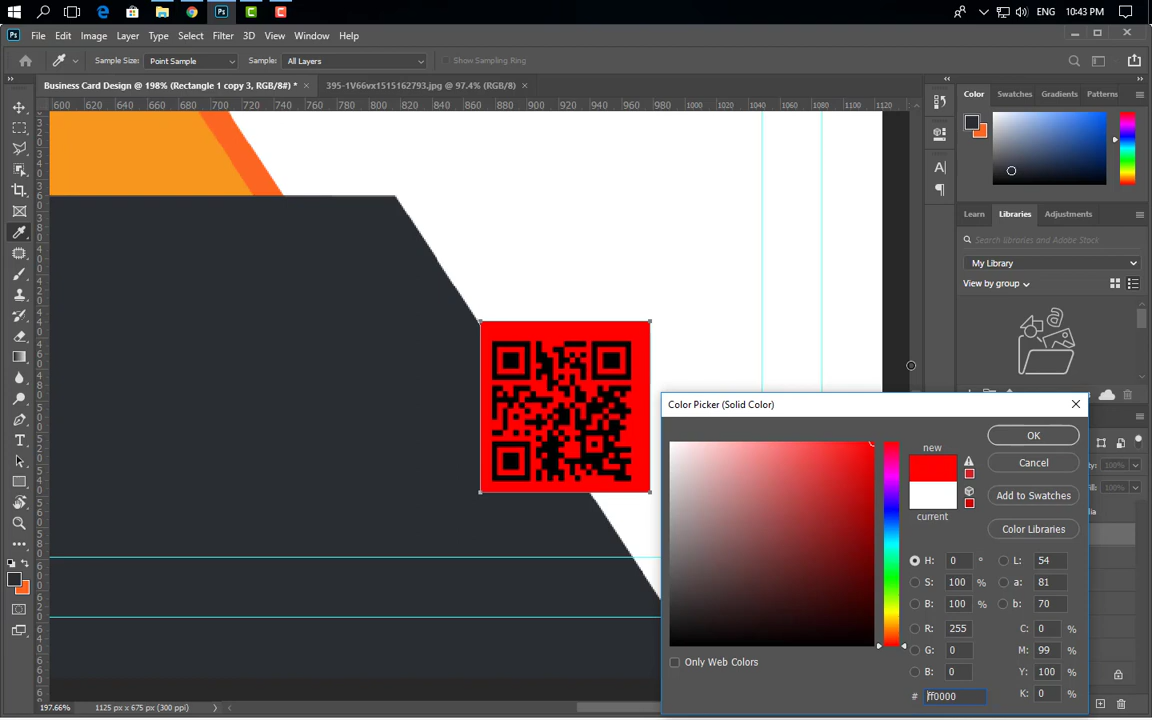 ENG 10:43 PM
Ps File Edit Image Layer Type Select Filter 3D View Window Help
Sample Size: Point Sample Sample: All Layers Show Sampling Ring
Business Card Design @ 198% (Rectangle 1 copy 3, RGB/8#) * × 395-1V66vx1515162793.jpg @ 97.4% (RGB/8) ×
600 620 640 660 680 700 720 740 760 780 800 820 840 860 880 900 920 940 960 980 1000 1020 1040 1060 1080 1100 1120
Color Swatches Gradients Patterns
Learn Libraries Adjustments
Search libraries and Adobe Stock
My Library
View by group
Color Picker (Solid Color)
new
current
OK
Cancel
Add to Swatches
Color Libraries
H: 0 ° L: 54
S: 100 % a: 81
B: 100 % b: 70
R: 255 C: 0 %
G: 0 M: 99 %
B: 0 Y: 100 %
# ff0000 K: 0 %
Only Web Colors
197.66% 1125 px x 675 px (300 ppi)